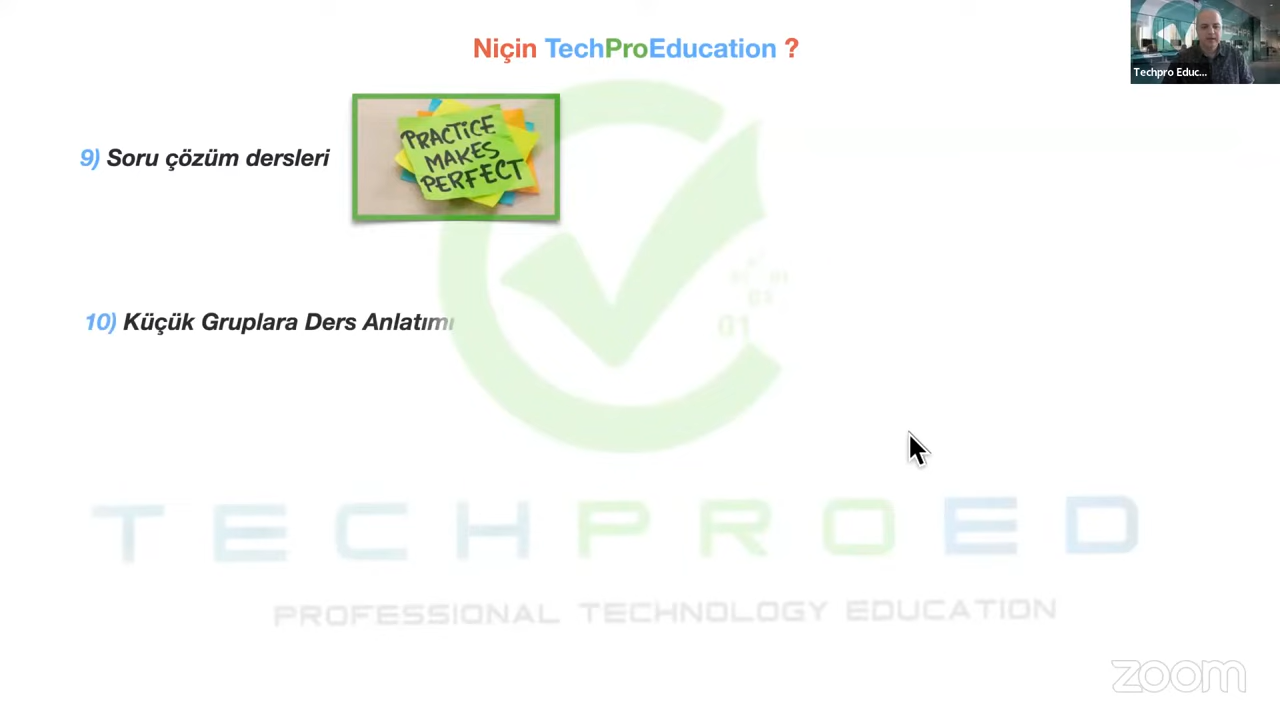 Niçin TechProEducation ?
Techpro Educ...
9) Soru çözüm dersleri
PRACTICE
MAKES
PERFECT
01
10) Küçük Gruplara Ders Anlatımı
TECHPROED
PROFESSIONAL TECHNOLOGY EDUCATION
zoom